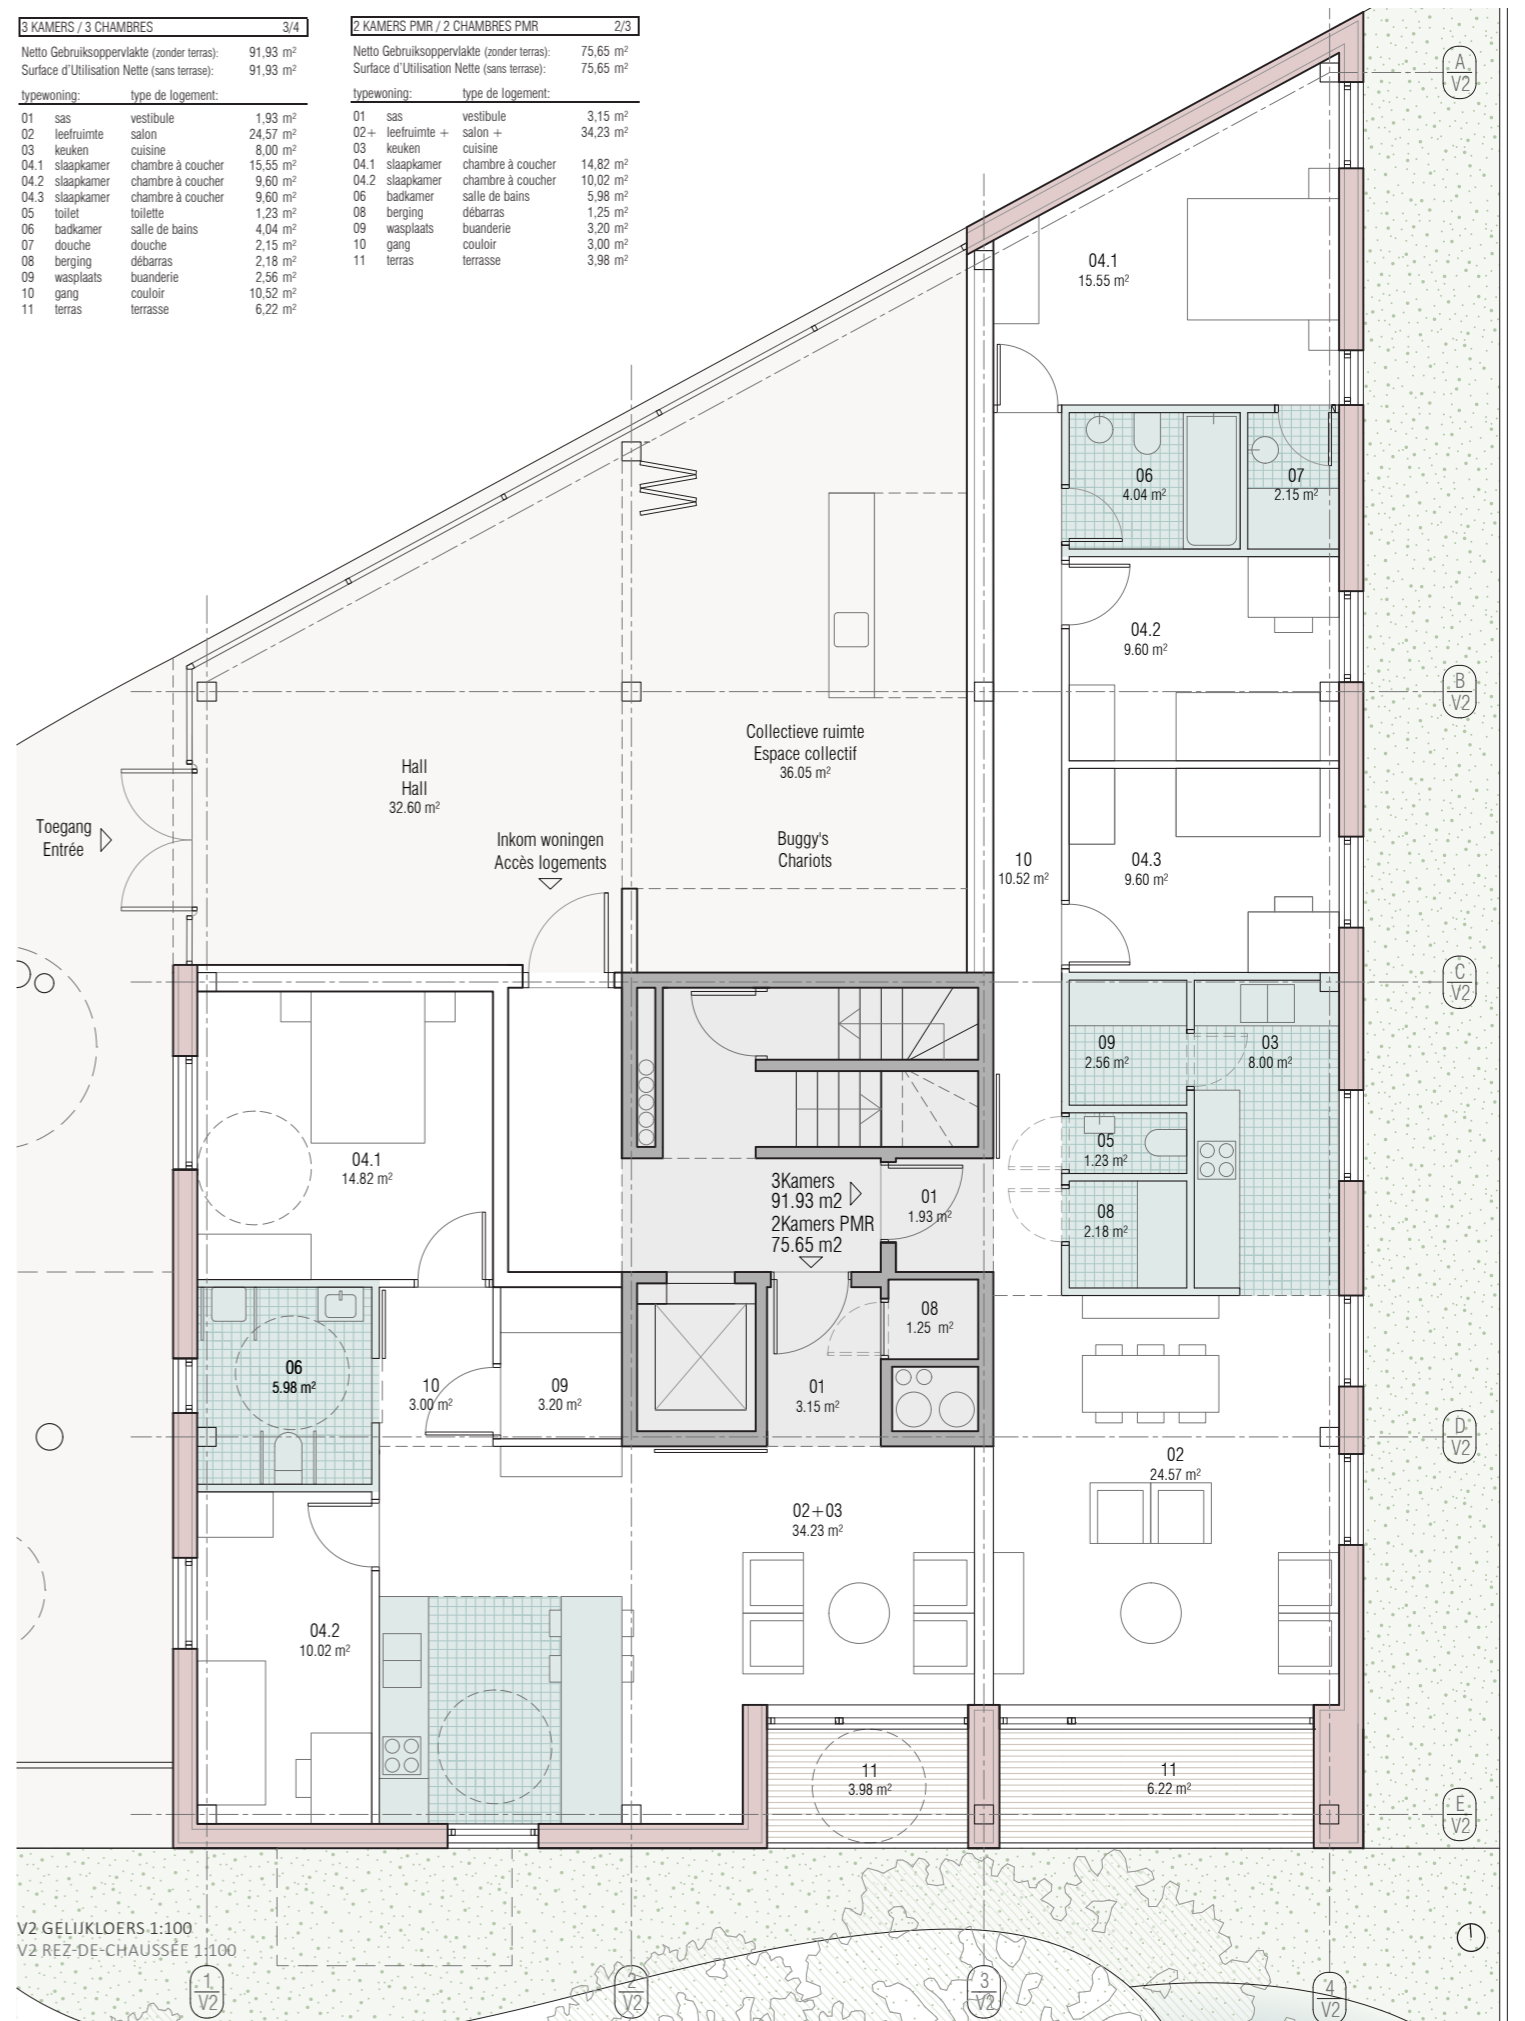 3 KAMERS / 3 CHAMBRES 3/4
Netto Gebruiksoppervlakte (zonder terras): 91,93 m²
Surface d'Utilisation Nette (sans terrase): 91,93 m²
typewoning: type de logement:
01 sas vestibule 1,93 m²
02 leefruimte salon 24,57 m²
03 keuken cuisine 8,00 m²
04.1 slaapkamer chambre à coucher 15,55 m²
04.2 slaapkamer chambre à coucher 9,60 m²
04.3 slaapkamer chambre à coucher 9,60 m²
05 toilet toilette 1,23 m²
06 badkamer salle de bains 4,04 m²
07 douche douche 2,15 m²
08 berging débarras 2,18 m²
09 wasplaats buanderie 2,56 m²
10 gang couloir 10,52 m²
11 terras terrasse 6,22 m²
2 KAMERS PMR / 2 CHAMBRES PMR 2/3
Netto Gebruiksoppervlakte (zonder terras): 75,65 m²
Surface d'Utilisation Nette (sans terrase): 75,65 m²
typewoning: type de logement:
01 sas vestibule 3,15 m²
02+ leefruimte + salon + 34,23 m²
03 keuken cuisine
04.1 slaapkamer chambre à coucher 14,82 m²
04.2 slaapkamer chambre à coucher 10,02 m²
06 badkamer salle de bains 5,98 m²
08 berging débarras 1,25 m²
09 wasplaats buanderie 3,20 m²
10 gang couloir 3,00 m²
11 terras terrasse 3,98 m²
A
V2
04.1
15.55 m²
06
4.04 m²
07
2.15 m²
04.2
9.60 m²
B
V2
Collectieve ruimte
Espace collectif
36.05 m²
Hall
Hall
32.60 m²
Toegang
Entrée
Inkom woningen
Accès logements
Buggy's
Chariots
10
10.52 m²
04.3
9.60 m²
C
V2
09
2.56 m²
03
8.00 m²
05
1.23 m²
04.1
14.82 m²
3Kamers
91.93 m2
2Kamers PMR
75.65 m2
01
1.93 m²
08
2.18 m²
08
1.25 m²
06
5.98 m²
10
3.00 m²
09
3.20 m²
01
3.15 m²
D
V2
02
24.57 m²
02+03
34.23 m²
04.2
10.02 m²
11
3.98 m²
11
6.22 m²
E
V2
V2 GELIJKLOERS 1:100
V2 REZ-DE-CHAUSSÉE 1:100
1
V2
2
V2
3
V2
4
V2